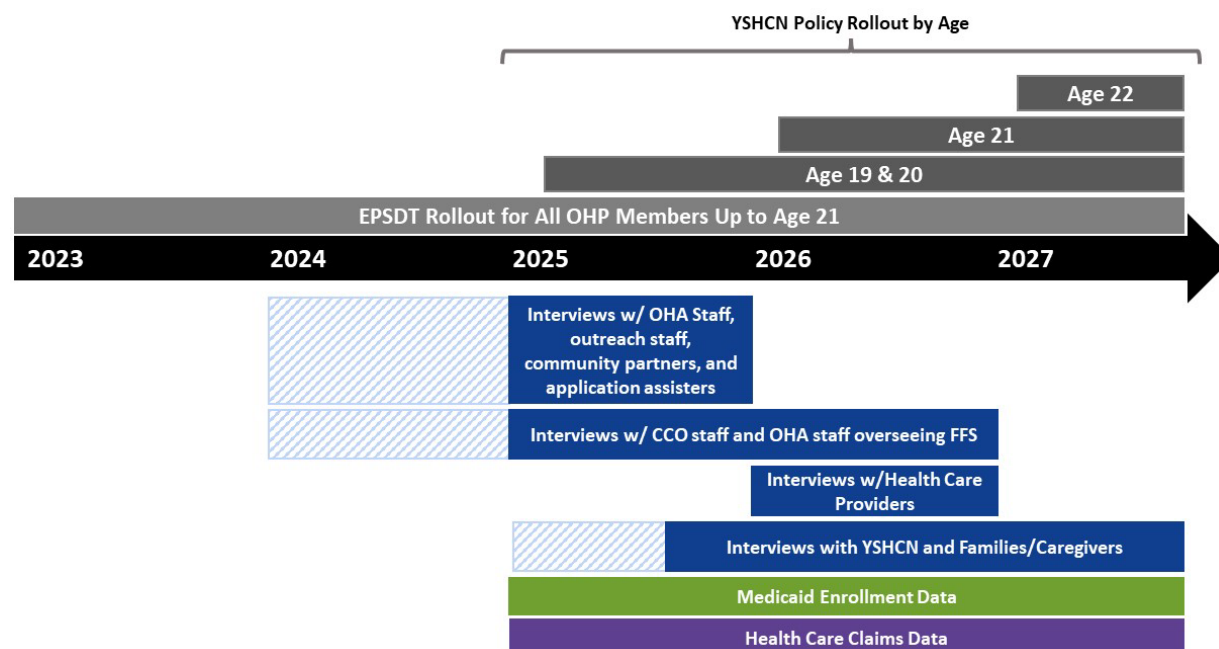 YSHCN Policy Rollout by Age
Age 22
Age 21
Age 19 & 20
EPSDT Rollout for All OHP Members Up to Age 21
2023 2024 2025 2026 2027
Interviews w/ OHA Staff,
outreach staff,
community partners, and
application assisters
Interviews w/ CCO staff and OHA staff overseeing FFS
Interviews w/Health Care
Providers
Interviews with YSHCN and Families/Caregivers
Medicaid Enrollment Data
Health Care Claims Data